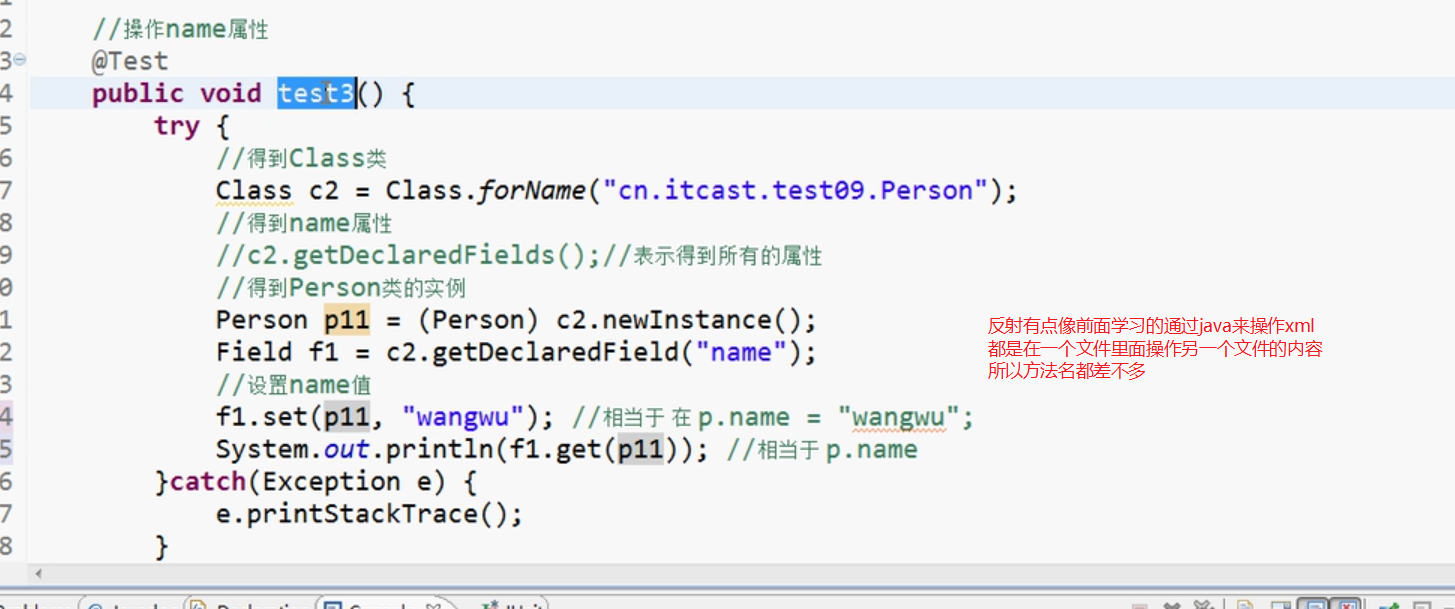 2 //操作name属性
3 @Test
4 public void test3() {
5 try {
6 //得到Class类
7 Class c2 = Class.forName("cn.itcast.test09.Person");
8 //得到name属性
9 //c2.getDeclaredFields();//表示得到所有的属性
0 //得到Person类的实例
1 Person p11 = (Person) c2.newInstance();
2 Field f1 = c2.getDeclaredField("name");
3 //设置name值
4 f1.set(p11, "wangwu"); //相当于 在 p.name = "wangwu";
5 System.out.println(f1.get(p11)); //相当于 p.name
6 }catch(Exception e) {
7 e.printStackTrace();
8 }
反射有点像前面学习的通过java来操作xml
都是在一个文件里面操作另一个文件的内容
所以方法名都差不多